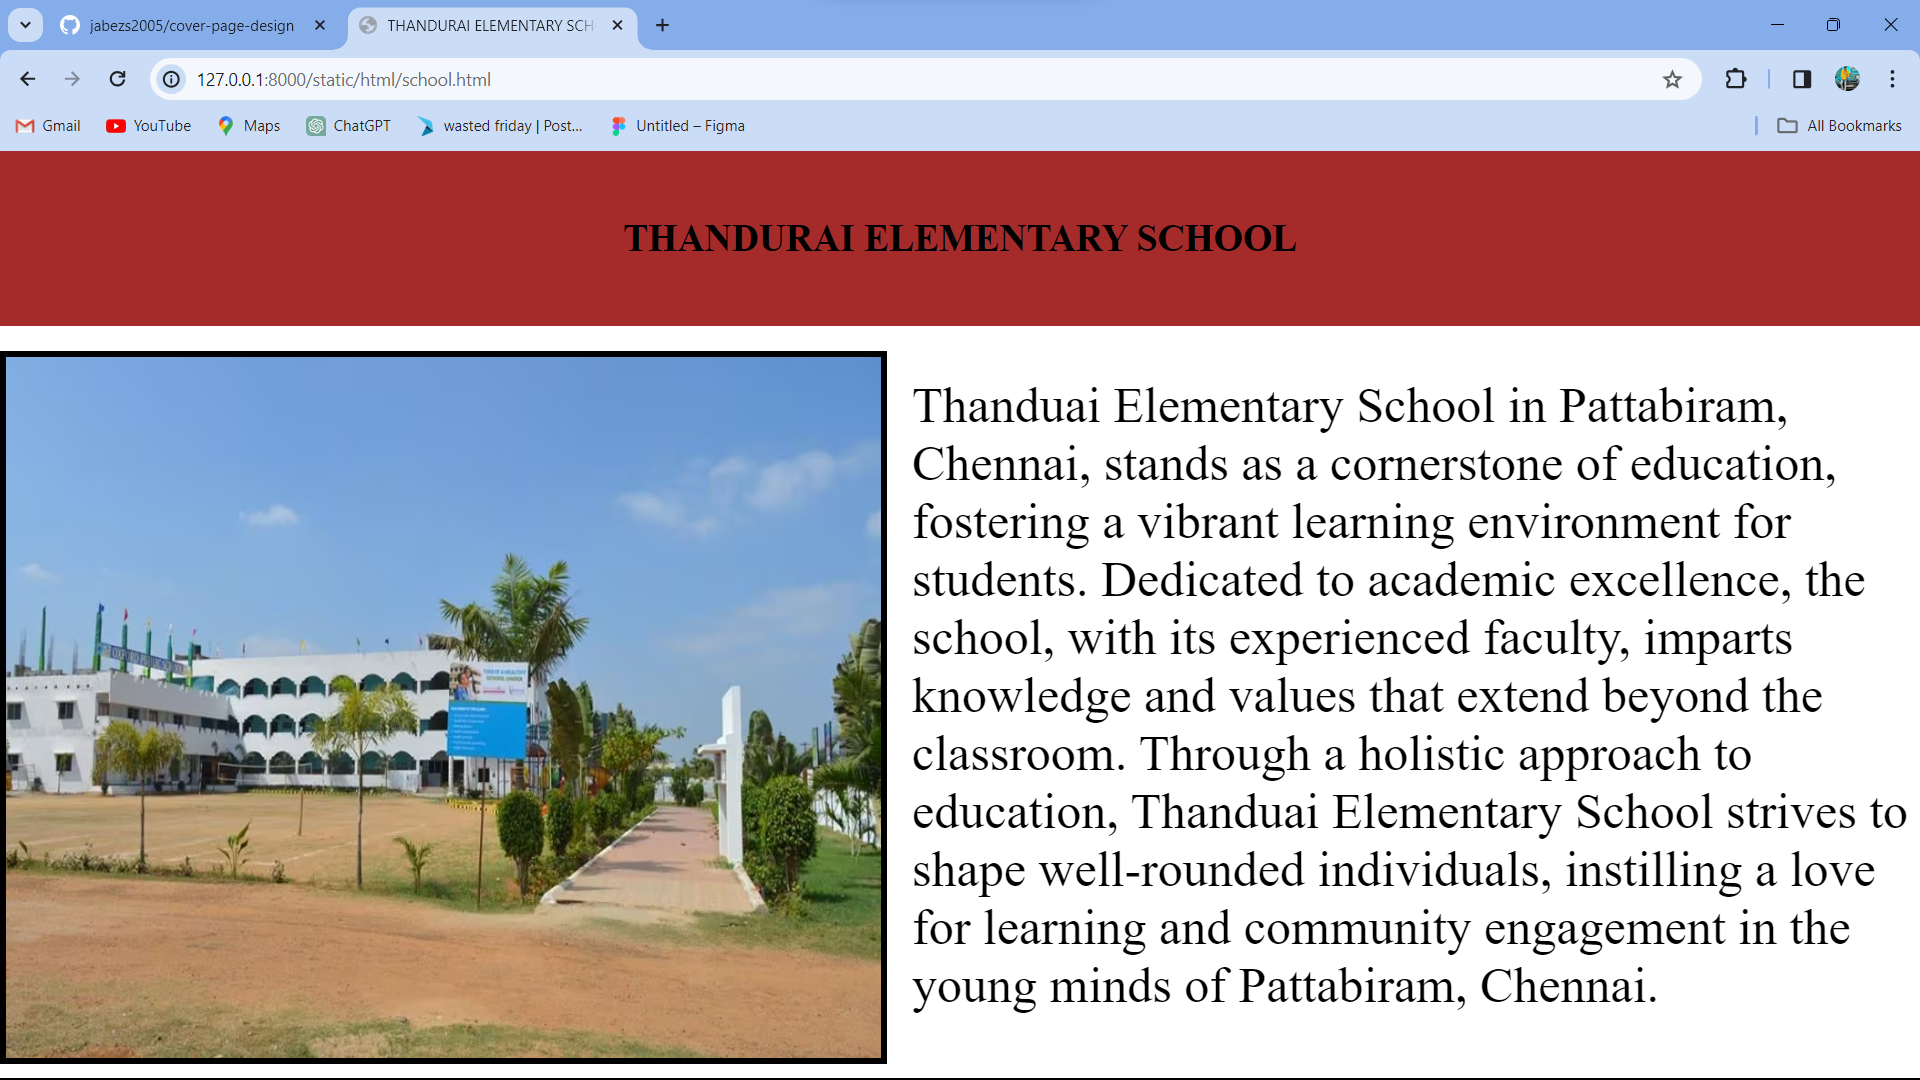 jabezs2005/cover-page-design
THANDURAI ELEMENTARY SCH
127.0.0.1:8000/static/html/school.html
Gmail
YouTube
Maps
ChatGPT
wasted friday | Post...
Untitled – Figma
All Bookmarks
THANDURAI ELEMENTARY SCHOOL
Thanduai Elementary School in Pattabiram,
Chennai, stands as a cornerstone of education,
fostering a vibrant learning environment for
students. Dedicated to academic excellence, the
school, with its experienced faculty, imparts
knowledge and values that extend beyond the
classroom. Through a holistic approach to
education, Thanduai Elementary School strives to
shape well-rounded individuals, instilling a love
for learning and community engagement in the
young minds of Pattabiram, Chennai.